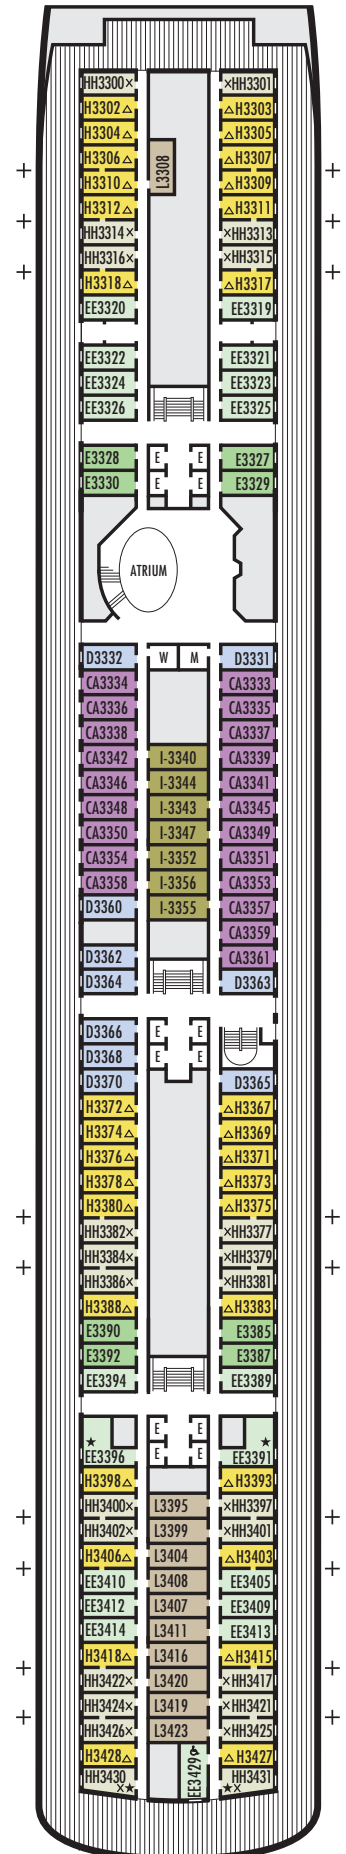 HH3300× ×HH3301
H3302△ △H3303
H3304△ △H3305
H3306△ L3308 △H3307
H3310△ △H3309
H3312△ △H3311
HH3314× ×HH3313
HH3316× ×HH3315
H3318△ △H3317
EE3320 EE3319
EE3322 EE3321
EE3324 EE3323
EE3326 EE3325
E3328 E E E3327
E3330 E E E3329
ATRIUM
D3332 W M D3331
CA3334 CA3333
CA3336 CA3335
CA3338 CA3337
CA3342 I-3340 CA3339
CA3346 I-3344 CA3341
CA3348 I-3343 CA3345
CA3350 I-3347 CA3349
CA3354 I-3352 CA3351
CA3358 I-3356 CA3353
D3360 I-3355 CA3357
CA3359
D3362 CA3361
D3364 D3363
D3366 E E
D3368 E E
D3370 D3365
H3372△ △H3367
H3374△ △H3369
H3376△ △H3371
H3378△ △H3373
H3380△ △H3375
HH3382× ×HH3377
HH3384× ×HH3379
HH3386× ×HH3381
H3388△ △H3383
E3390 E3385
E3392 E3387
EE3394 EE3389
E E
★ ★
EE3396 E E EE3391
H3398△ △H3393
HH3400× L3395 ×HH3397
HH3402× L3399 ×HH3401
H3406△ L3404 △H3403
EE3410 L3408 EE3405
EE3412 L3407 EE3409
EE3414 L3411 EE3413
H3418△ L3416 △H3415
HH3422× L3420 ×HH3417
HH3424× L3419 ×HH3421
HH3426× L3423 ×HH3425
H3428△ EE3429 △H3427
HH3430 HH3431
×★ ★×